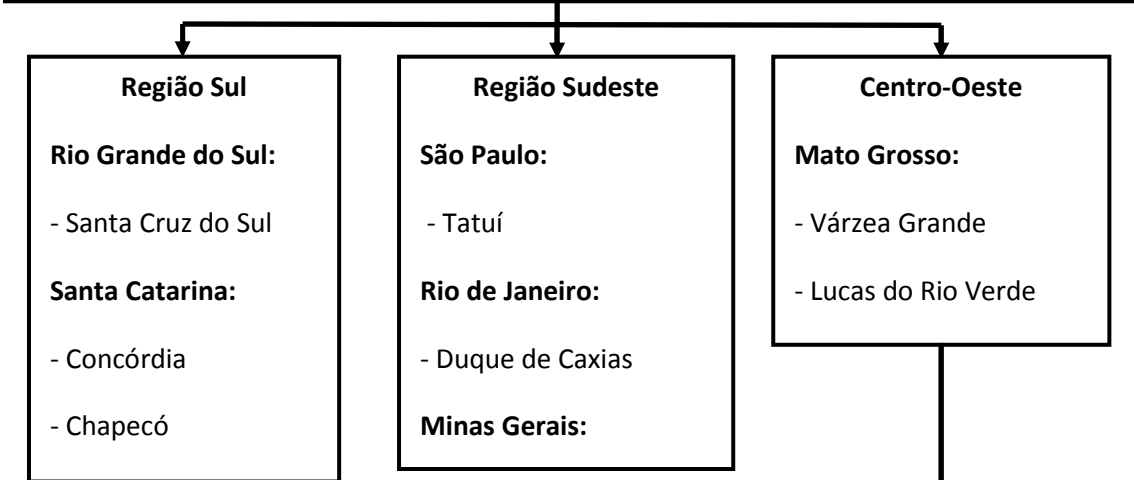 Região Sul
Rio Grande do Sul:
- Santa Cruz do Sul
Santa Catarina:
- Concórdia
- Chapecó
Região Sudeste
São Paulo:
- Tatuí
Rio de Janeiro:
- Duque de Caxias
Minas Gerais:
Centro-Oeste
Mato Grosso:
- Várzea Grande
- Lucas do Rio Verde